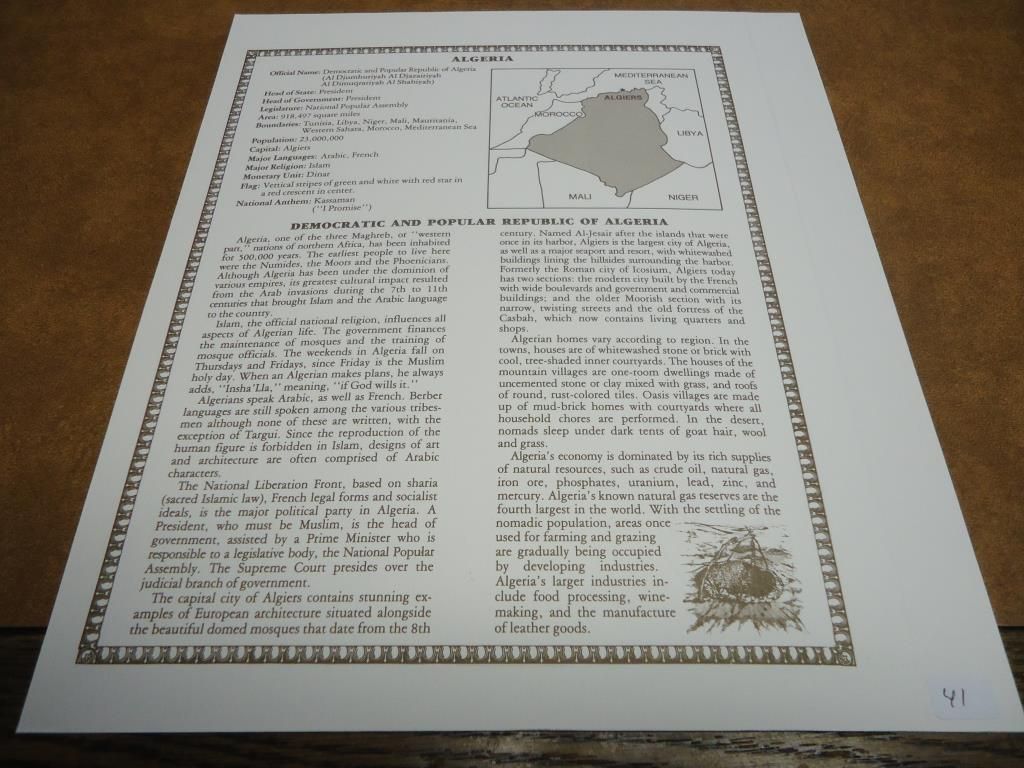 ALGERIA
Official Name: Democratic and Popular Republic of Algeria
(Al Djumhuriyah Al Djazairiyah
Al Dimuqratiyah Al Shabiyah)
Head of State: President
Head of Government: President
Legislature: National Popular Assembly
Area: 918,497 square miles
Boundaries: Tunisia, Libya, Niger, Mali, Mauritania,
Western Sahara, Morocco, Mediterranean Sea
Population: 23,000,000
Capital: Algiers
Major Languages: Arabic, French
Major Religion: Islam
Monetary Unit: Dinar
Flag: Vertical stripes of green and white with red star in
a red crescent in center.
National Anthem: Kassaman
("I Promise")
MEDITERRANEAN
SEA
ATLANTIC
OCEAN
ALGIERS
MOROCCO
LIBYA
MALI
NIGER
DEMOCRATIC AND POPULAR REPUBLIC OF ALGERIA
Algeria, one of the three Maghreb, or "western
part," nations of northern Africa, has been inhabited
for 500,000 years. The earliest people to live here
were the Numides, the Moors and the Phoenicians.
Although Algeria has been under the dominion of
various empires, its greatest cultural impact resulted
from the Arab invasions during the 7th to 11th
centuries that brought Islam and the Arabic language
to the country.
Islam, the official national religion, influences all
aspects of Algerian life. The government finances
the maintenance of mosques and the training of
mosque officials. The weekends in Algeria fall on
Thursdays and Fridays, since Friday is the Muslim
holy day. When an Algerian makes plans, he always
adds, "Insha'Lla," meaning, "if God wills it."
Algerians speak Arabic, as well as French. Berber
languages are still spoken among the various tribes-
men although none of these are written, with the
exception of Targui. Since the reproduction of the
human figure is forbidden in Islam, designs of art
and architecture are often comprised of Arabic
characters.
The National Liberation Front, based on sharia
(sacred Islamic law), French legal forms and socialist
ideals, is the major political party in Algeria. A
President, who must be Muslim, is the head of
government, assisted by a Prime Minister who is
responsible to a legislative body, the National Popular
Assembly. The Supreme Court presides over the
judicial branch of government.
The capital city of Algiers contains stunning ex-
amples of European architecture situated alongside
the beautiful domed mosques that date from the 8th
century. Named Al-Jesair after the islands that were
once in its harbor, Algiers is the largest city of Algeria,
as well as a major seaport and resort, with whitewashed
buildings lining the hillsides surrounding the harbor.
Formerly the Roman city of Icosium, Algiers today
has two sections: the modern city built by the French
with wide boulevards and government and commercial
buildings; and the older Moorish section with its
narrow, twisting streets and the old fortress of the
Casbah, which now contains living quarters and
shops.
Algerian homes vary according to region. In the
towns, houses are of whitewashed stone or brick with
cool, tree-shaded inner courtyards. The houses of the
mountain villages are one-room dwellings made of
uncemented stone or clay mixed with grass, and roofs
of round, rust-colored tiles. Oasis villages are made
up of mud-brick homes with courtyards where all
household chores are performed. In the desert,
nomads sleep under dark tents of goat hair, wool
and grass.
Algeria's economy is dominated by its rich supplies
of natural resources, such as crude oil, natural gas,
iron ore, phosphates, uranium, lead, zinc, and
mercury. Algeria's known natural gas reserves are the
fourth largest in the world. With the settling of the
nomadic population, areas once
used for farming and grazing
are gradually being occupied
by developing industries.
Algeria's larger industries in-
clude food processing, wine-
making, and the manufacture
of leather goods.
41